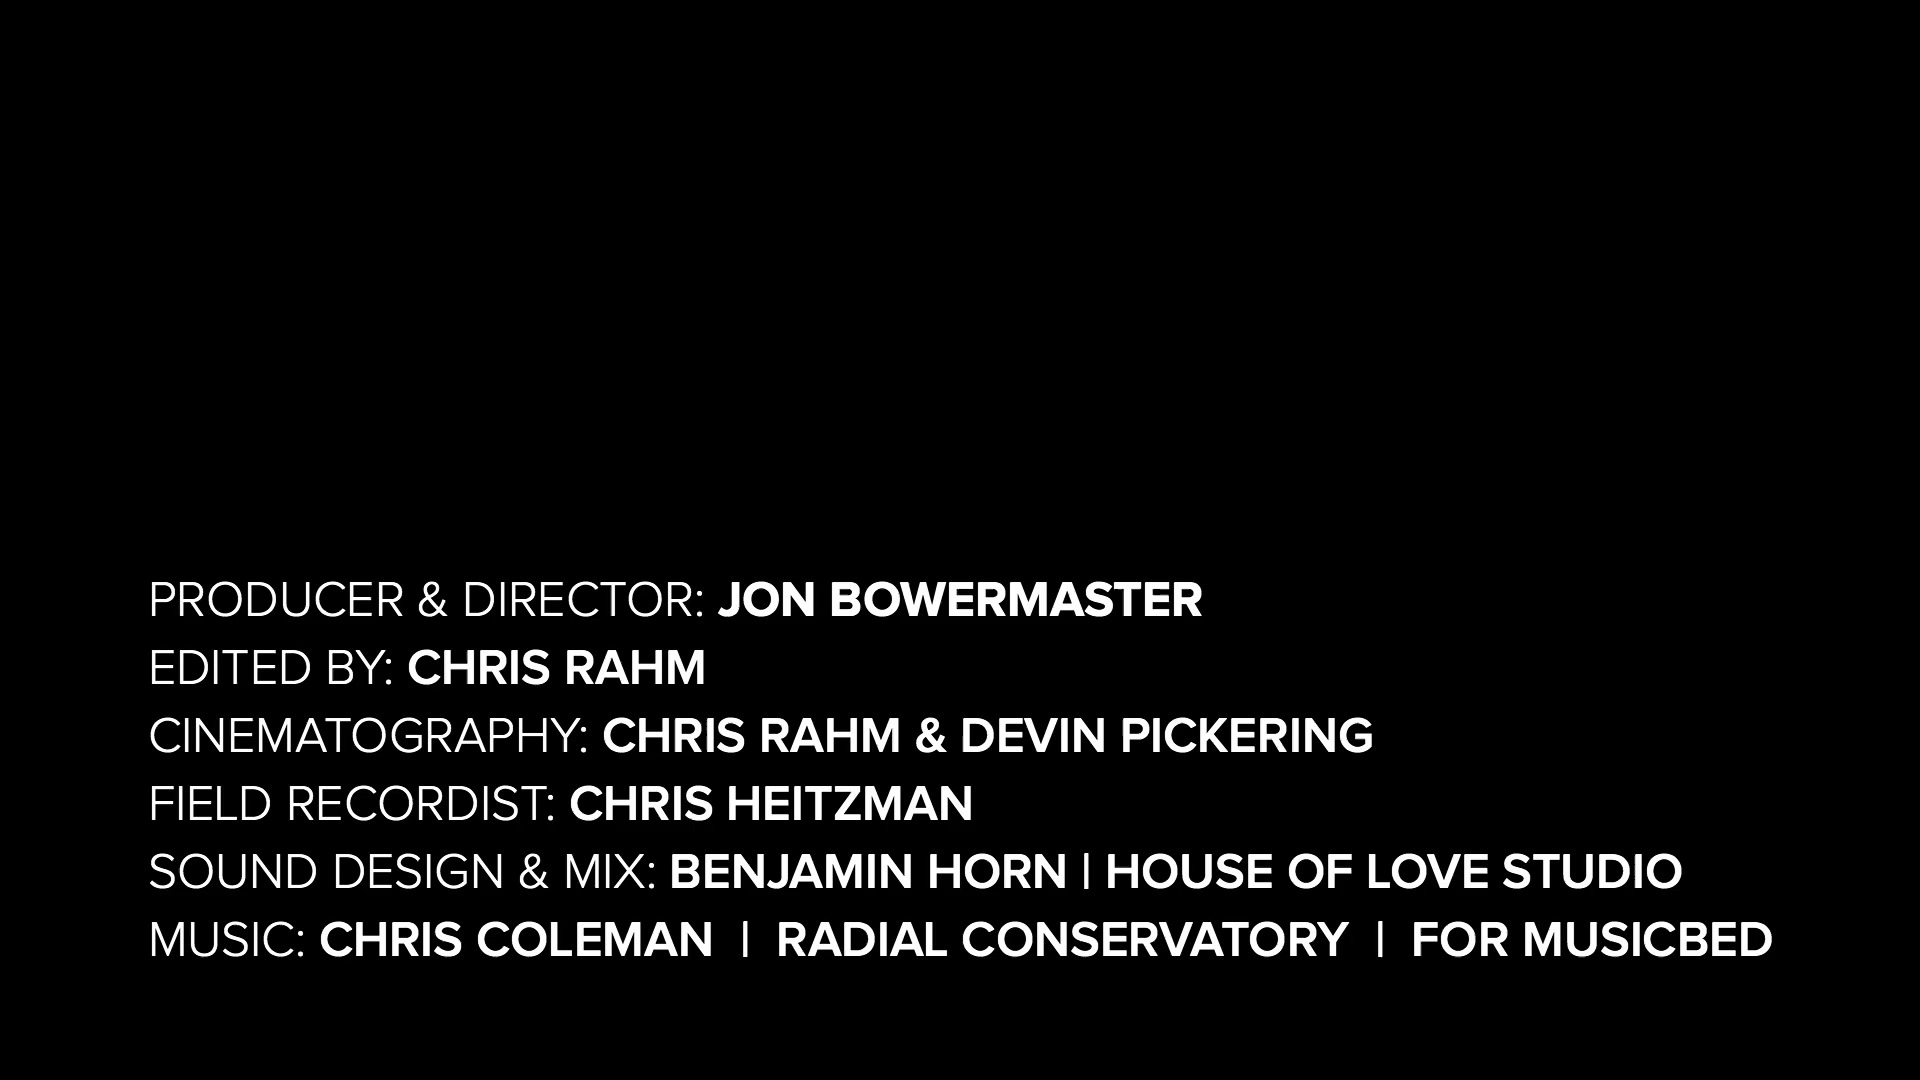 PRODUCER & DIRECTOR: JON BOWERMASTER
EDITED BY: CHRIS RAHM
CINEMATOGRAPHY: CHRIS RAHM & DEVIN PICKERING
FIELD RECORDIST: CHRIS HEITZMAN
SOUND DESIGN & MIX: BENJAMIN HORN | HOUSE OF LOVE STUDIO
MUSIC: CHRIS COLEMAN | RADIAL CONSERVATORY | FOR MUSICBED